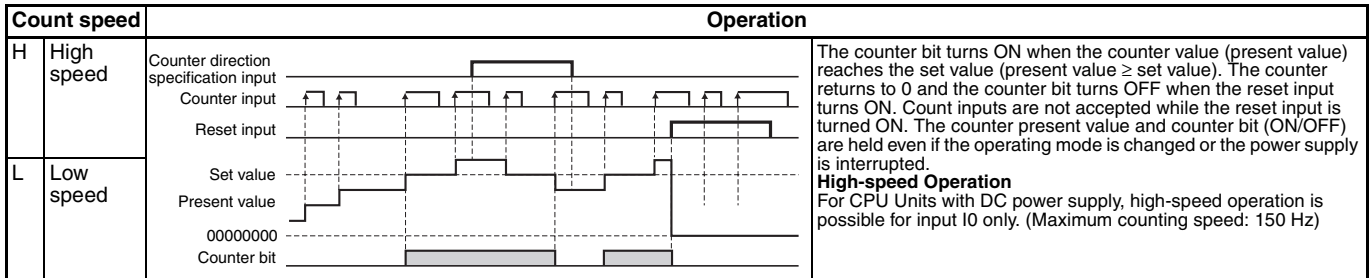 Count speed
Operation
H
High
speed
Counter direction
specification input
Counter input
Reset input
Set value
Present value
00000000
Counter bit
L
Low
speed
The counter bit turns ON when the counter value (present value)
reaches the set value (present value ≥ set value). The counter
returns to 0 and the counter bit turns OFF when the reset input
turns ON. Count inputs are not accepted while the reset input is
turned ON. The counter present value and counter bit (ON/OFF)
are held even if the operating mode is changed or the power supply
is interrupted.
High-speed Operation
For CPU Units with DC power supply, high-speed operation is
possible for input I0 only. (Maximum counting speed: 150 Hz)